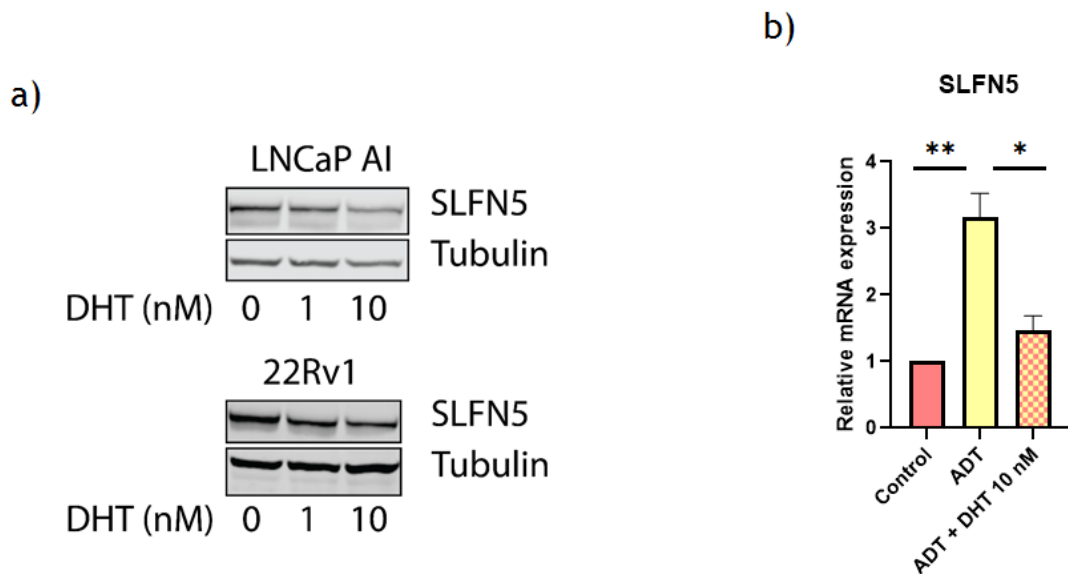 a)
LNCaP AI
SLFN5
Tubulin
DHT (nM) 0 1 10
22Rv1
SLFN5
Tubulin
DHT (nM) 0 1 10
b)
SLFN5
** *
Relative mRNA expression
4
3
2
1
0
Control
ADT
ADT + DHT 10 nM